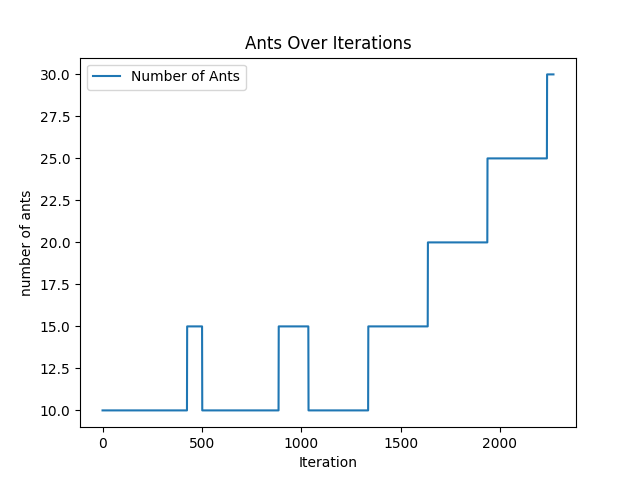 Ants Over Iterations
Number of Ants
30.0
27.5
25.0
22.5
20.0
17.5
15.0
12.5
10.0
number of ants
0 500 1000 1500 2000
Iteration